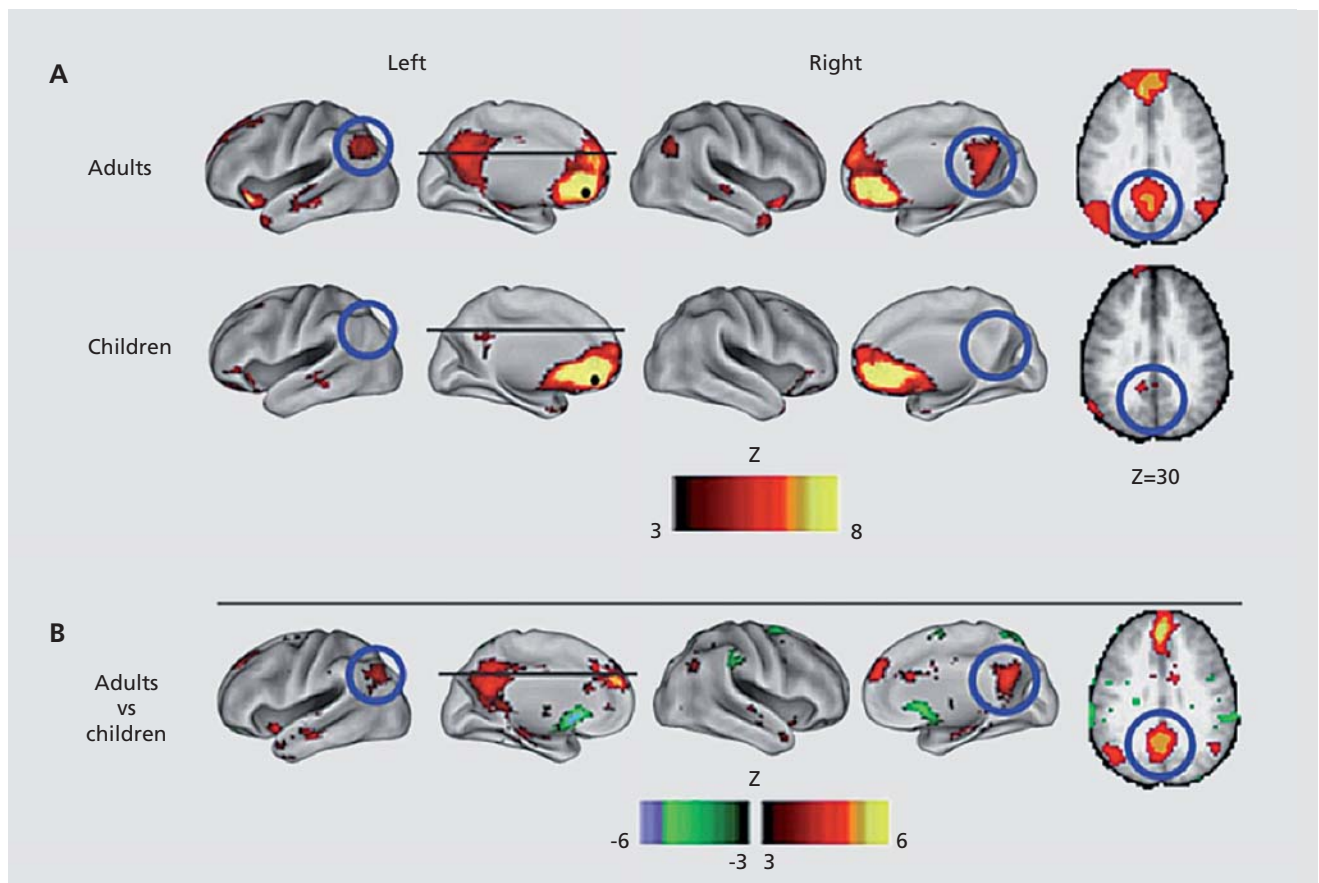 A
Left
Right
Adults
Children
Z
3
8
Z=30
B
Adults
vs
children
Z
-6
-3
3
6